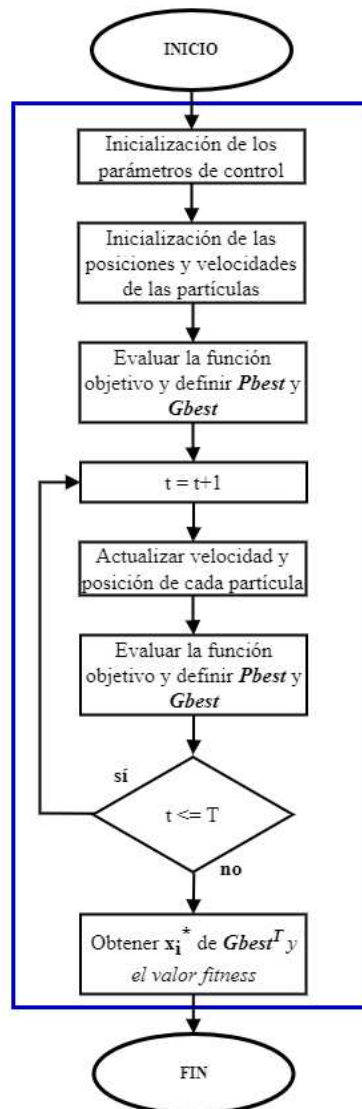 INICIO
Inicialización de los
parámetros de control
Inicialización de las
posiciones y velocidades
de las partículas
Evaluar la función
objetivo y definir Pbest y
Gbest
t = t+1
Actualizar velocidad y
posición de cada partícula
Evaluar la función
objetivo y definir Pbest y
Gbest
sí
t <= T
no
Obtener xi* de Gbest^T y
el valor fitness
FIN